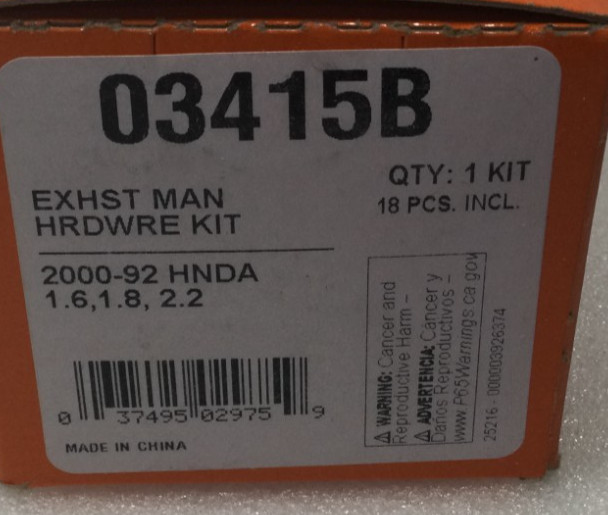 03415B
EXHST MAN
HRDWRE KIT
QTY: 1 KIT
18 PCS. INCL.
2000-92 HNDA
1.6,1.8, 2.2
0 37495 02975 9
MADE IN CHINA
⚠ WARNING: Cancer and
Reproductive Harm –
⚠ ADVERTENCIA: Cáncer y
Daños Reproductivos –
www.P65Warnings.ca.gov
25216 - 0000003926374